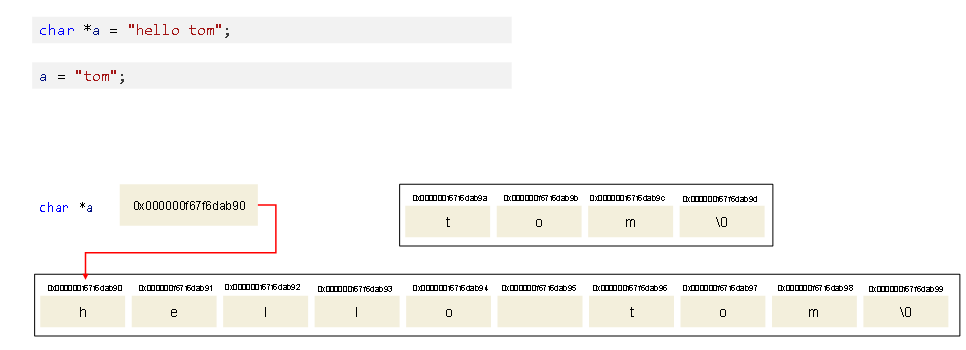 char *a = "hello tom";
a = "tom";
char *a 0x000000f67f6dab90
0x000000f67f6dab9a 0x000000f67f6dab9b 0x000000f67f6dab9c 0x000000f67f6dab9d
t o m \0
0x000000f67f6dab90 0x000000f67f6dab91 0x000000f67f6dab92 0x000000f67f6dab93 0x000000f67f6dab94 0x000000f67f6dab95 0x000000f67f6dab96 0x000000f67f6dab97 0x000000f67f6dab98 0x000000f67f6dab99
h e l l o t o m \0